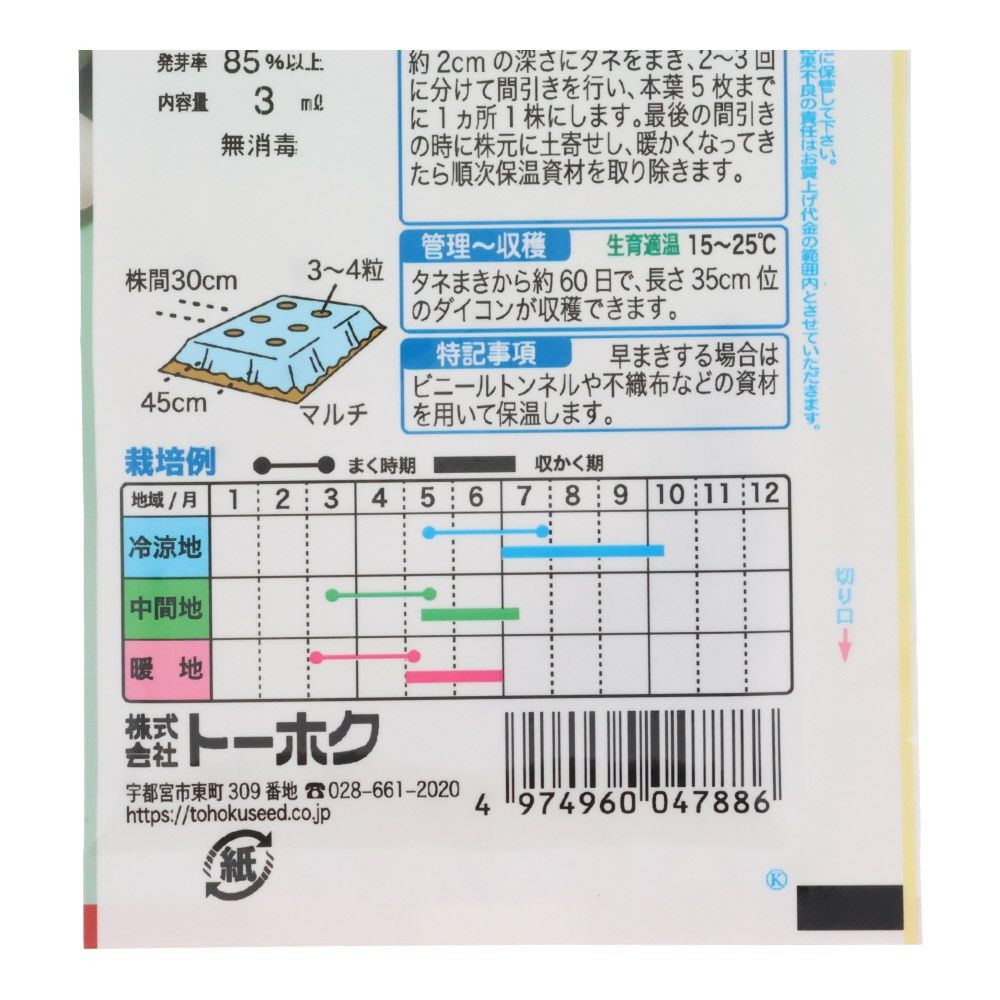 発芽率 85%以上
内容量 3 ㎖
無消毒
約2cmの深さにタネをまき、2〜3回
に分けて間引きを行い、本葉5枚まで
に1ヵ所1株にします。最後の間引き
の時に株元に土寄せし、暖かくなってき
たら順次保温資材を取り除きます。
管理〜収穫 生育適温 15〜25℃
タネまきから約60日で、長さ35cm位
のダイコンが収穫できます。
特記事項 早まきする場合は
ビニールトンネルや不織布などの資材
を用いて保温します。
株間30cm 3〜4粒
45cm
マルチ
に保管して下さい。
果不良の責任はお買上げ代金の範囲内とさせていただきます。
栽培例 まく時期 収かく期
地域/月 1 2 3 4 5 6 7 8 9 10 11 12
冷涼地
中間地
暖地
切り口
株式会社 トーホク
宇都宮市東町309番地 ☎028-661-2020
https://tohokuseed.co.jp
4 974960 047886
紙
K